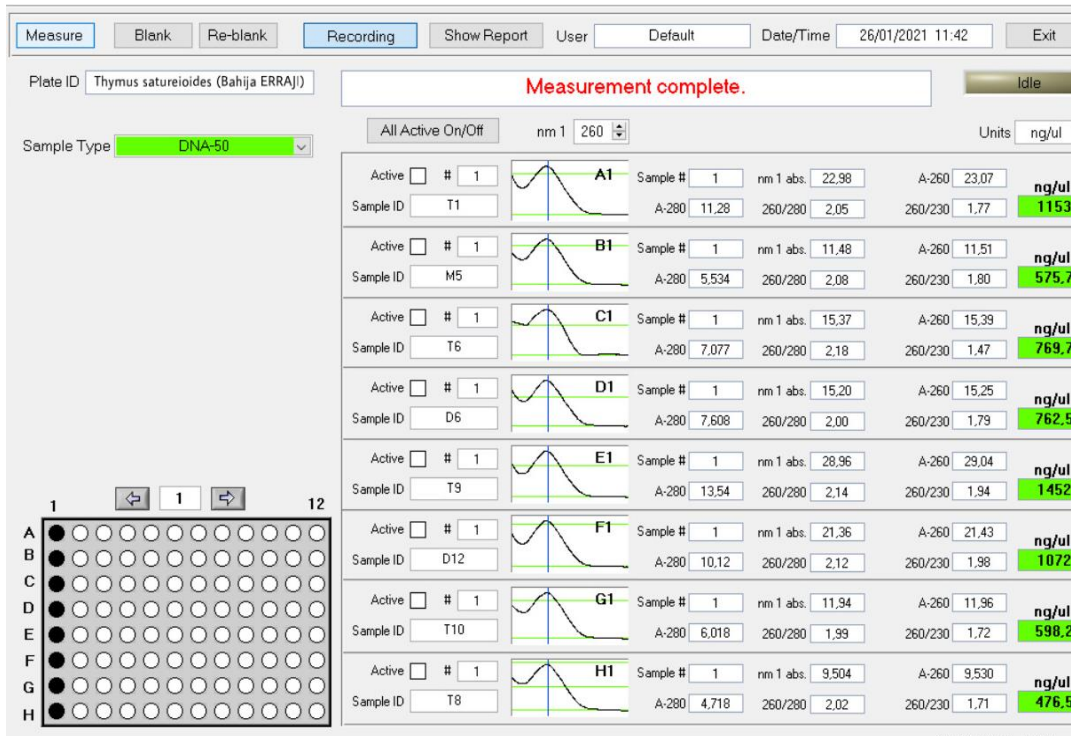 Measure Blank Re-blank Recording Show Report User Default Date/Time 26/01/2021 11:42 Exit
Plate ID Thymus satureioides (Bahija ERRAJI) Measurement complete. Idle
All Active On/Off nm 1 260 Units ng/ul
Sample Type DNA-50
Active # 1 A1 Sample # 1 nm 1 abs. 22,98 A-260 23,07 ng/ul
Sample ID T1 A-280 11,28 260/280 2,05 260/230 1,77 1153
Active # 1 B1 Sample # 1 nm 1 abs. 11,48 A-260 11,51 ng/ul
Sample ID M5 A-280 5,534 260/280 2,08 260/230 1,80 575,7
Active # 1 C1 Sample # 1 nm 1 abs. 15,37 A-260 15,39 ng/ul
Sample ID T6 A-280 7,077 260/280 2,18 260/230 1,47 769,7
Active # 1 D1 Sample # 1 nm 1 abs. 15,20 A-260 15,25 ng/ul
Sample ID D6 A-280 7,608 260/280 2,00 260/230 1,79 762,5
Active # 1 E1 Sample # 1 nm 1 abs. 28,96 A-260 29,04 ng/ul
Sample ID T9 A-280 13,54 260/280 2,14 260/230 1,94 1452
1 1 12
Active # 1 F1 Sample # 1 nm 1 abs. 21,36 A-260 21,43 ng/ul
Sample ID D12 A-280 10,12 260/280 2,12 260/230 1,98 1072
Active # 1 G1 Sample # 1 nm 1 abs. 11,94 A-260 11,96 ng/ul
Sample ID T10 A-280 6,018 260/280 1,99 260/230 1,72 598,2
Active # 1 H1 Sample # 1 nm 1 abs. 9,504 A-260 9,530 ng/ul
Sample ID T8 A-280 4,718 260/280 2,02 260/230 1,71 476,5
A
B
C
D
E
F
G
H